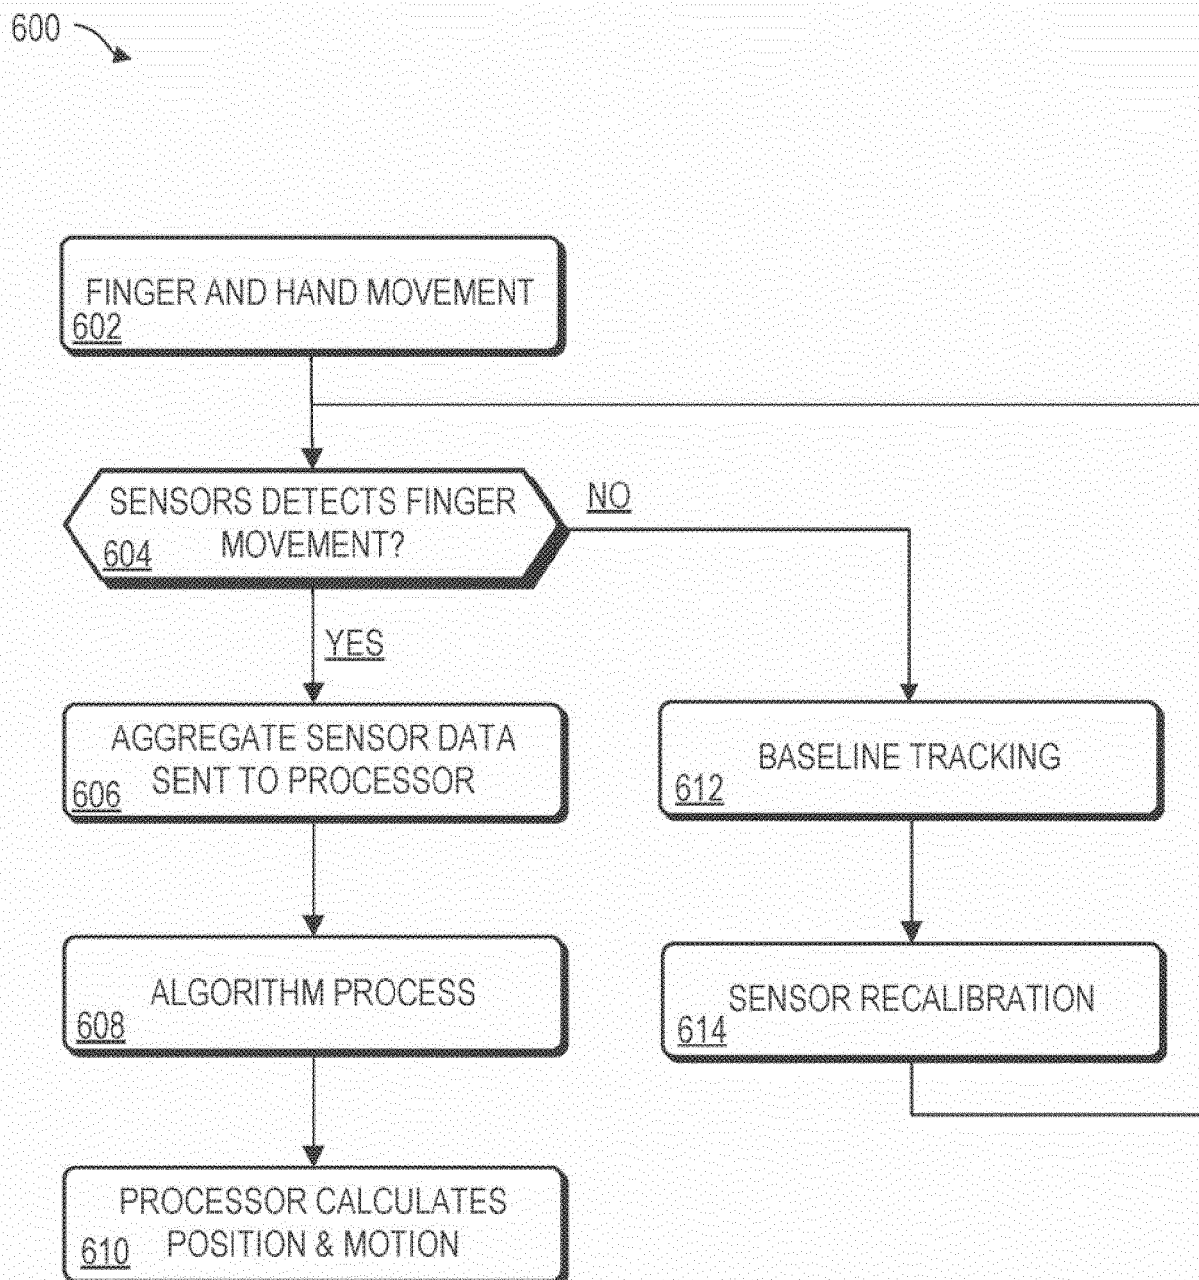 600
FINGER AND HAND MOVEMENT
602
SENSORS DETECTS FINGER
MOVEMENT?
604
NO
YES
AGGREGATE SENSOR DATA
SENT TO PROCESSOR
606
BASELINE TRACKING
612
ALGORITHM PROCESS
608
SENSOR RECALIBRATION
614
PROCESSOR CALCULATES
POSITION & MOTION
610